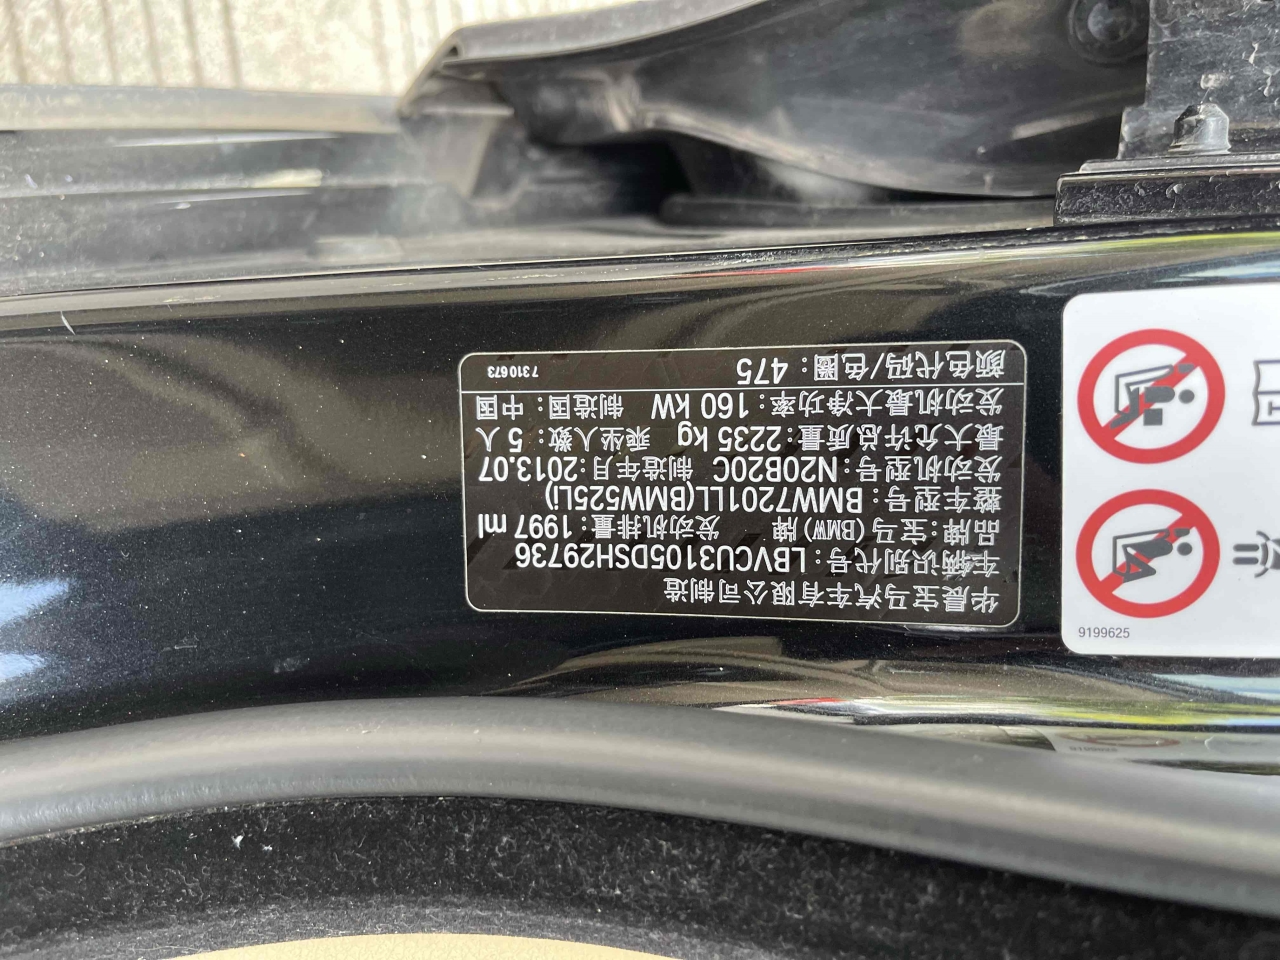 华晨宝马汽车有限公司制造
车辆识别代号：LBVCU3105DSH29736
品牌：宝马 (BMW) 牌 发动机排量：1997 ml
整车型号：BMW7201LL(BMW525Li)
发动机型号：N20B20C 制造年月：2013.07
最大允许总质量：2235 kg 乘坐人数：5 人
发动机最大净功率：160 kW 制造国：中国
颜色代码/色圈：475
7310673
9199625